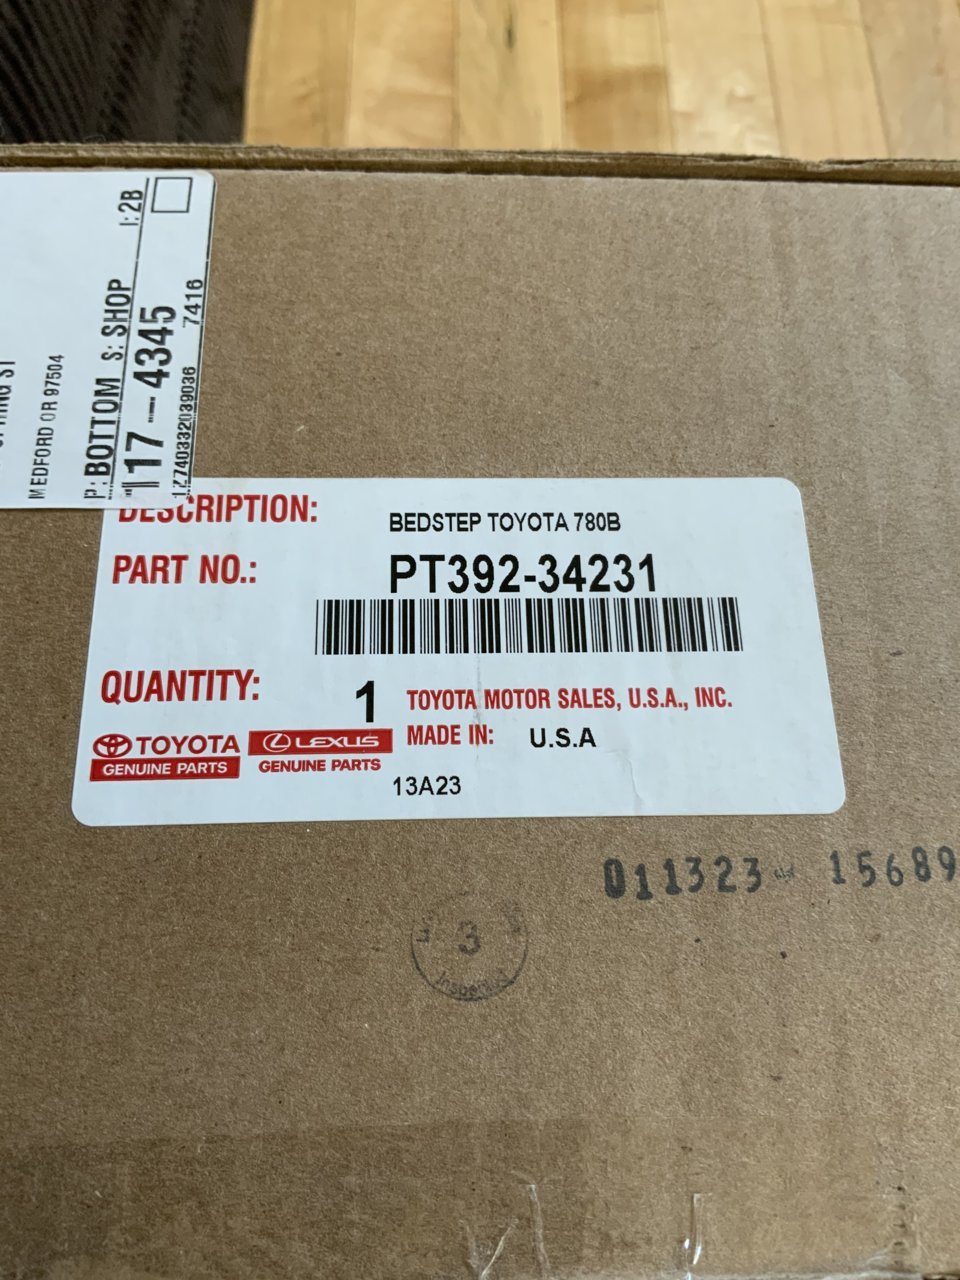 I: 2B
P: BOTTOM S: SHOP
117-4345
1Z740332039036 7416
MEDFORD OR 97504
DESCRIPTION: BEDSTEP TOYOTA 780B
PART NO.: PT392-34231
QUANTITY: 1
TOYOTA MOTOR SALES, U.S.A., INC.
MADE IN: U.S.A
TOYOTA
GENUINE PARTS
LEXUS
GENUINE PARTS
13A23
011323 15689
3